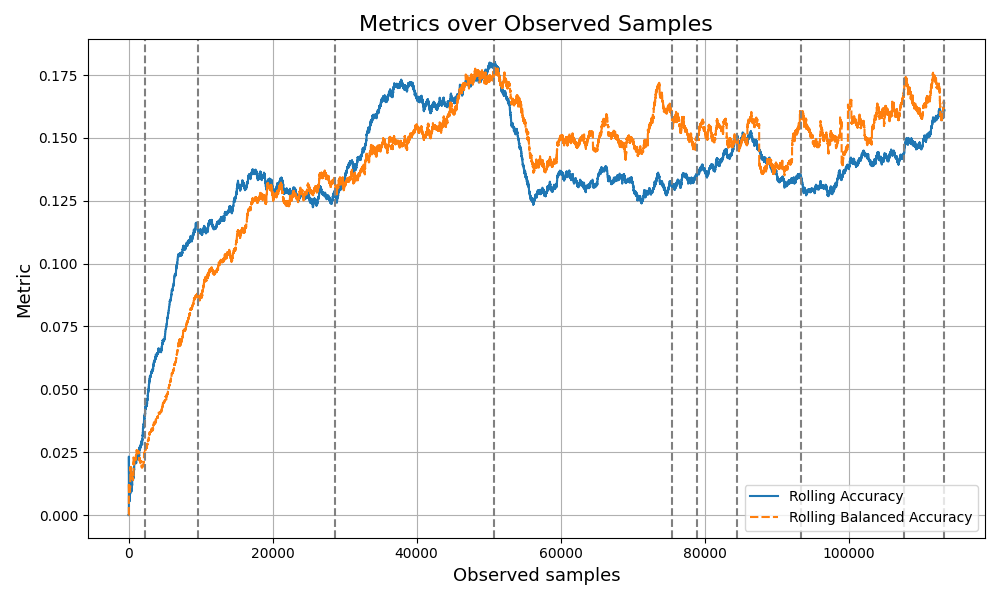 Metrics over Observed Samples
Metric
0.175
0.150
0.125
0.100
0.075
0.050
0.025
0.000
0
20000
40000
60000
80000
100000
Observed samples
Rolling Accuracy
Rolling Balanced Accuracy